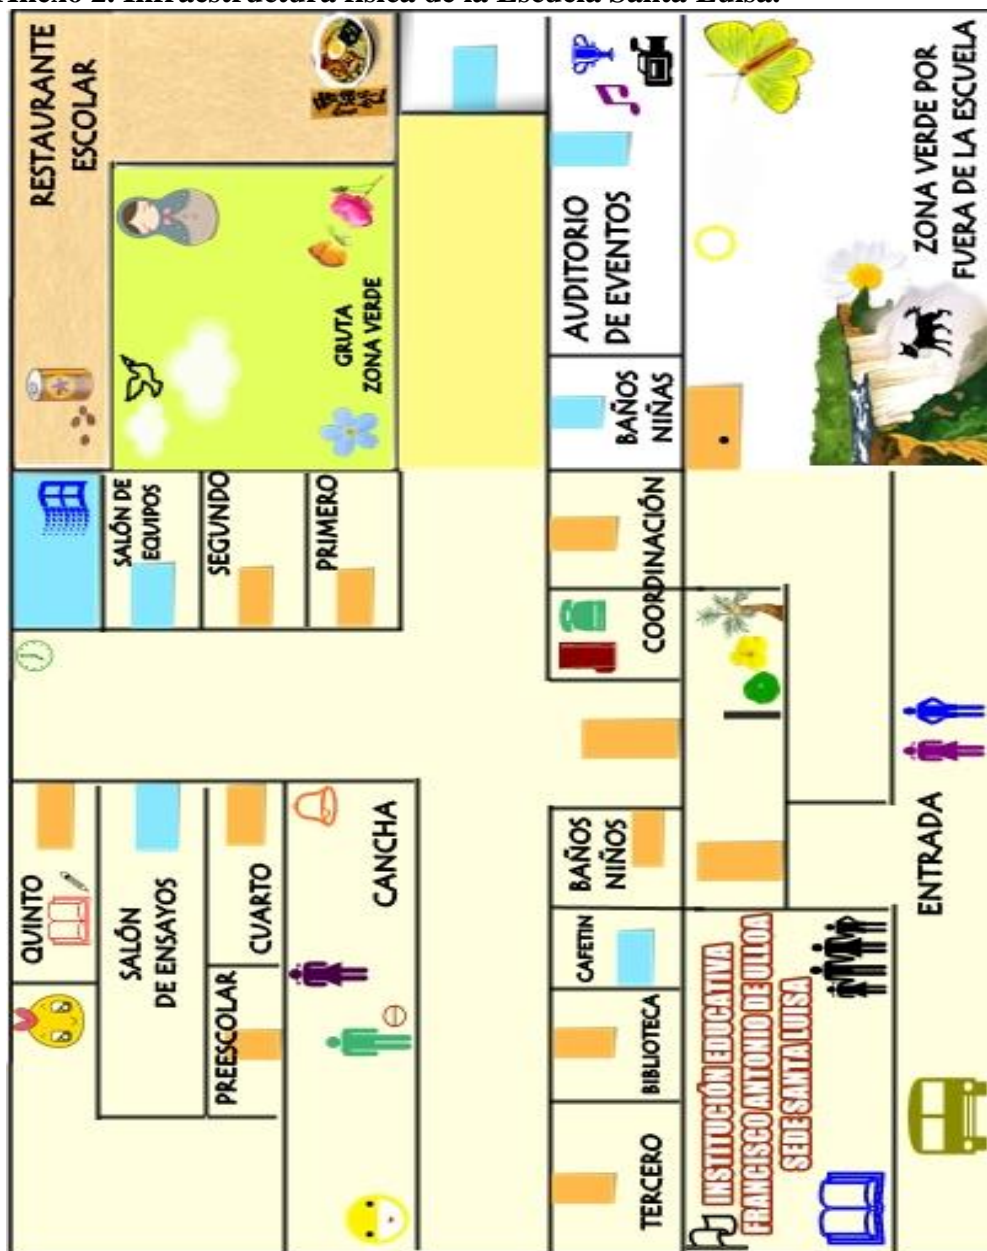 Anexo 2. Infraestructura física de la Escuela Santa Luisa.
QUINTO
SALÓN
DE ENSAYOS
CUARTO
PREESCOLAR
CANCHA
SALÓN DE
EQUIPOS
SEGUNDO
PRIMERO
RESTAURANTE
ESCOLAR
GRUTA
ZONA VERDE
TERCERO
BIBLIOTECA
CAFETIN
BAÑOS
NIÑOS
COORDINACIÓN
BAÑOS
NIÑAS
AUDITORIO
DE EVENTOS
INSTITUCIÓN EDUCATIVA
FRANCISCO ANTONIO DE ULLOA
SEDE SANTA LUISA
ENTRADA
ZONA VERDE POR
FUERA DE LA ESCUELA